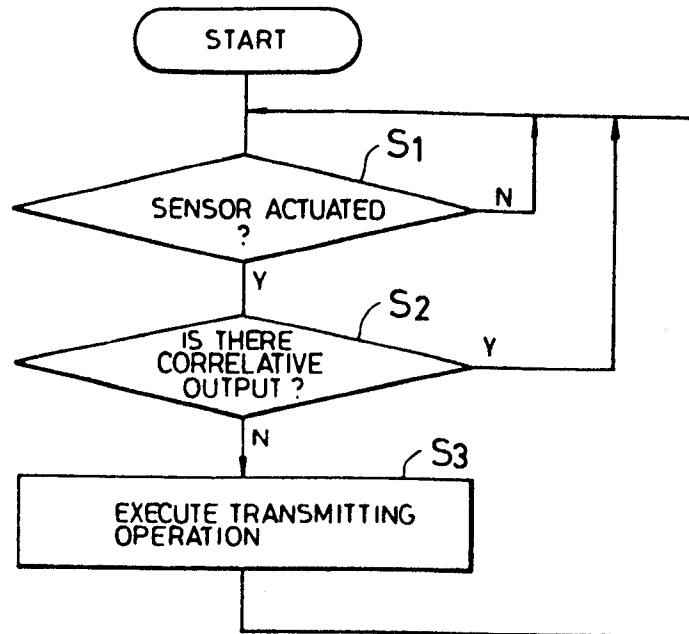 START
S1
SENSOR ACTUATED
?
N
Y
S2
IS THERE
CORRELATIVE
OUTPUT ?
Y
N
S3
EXECUTE TRANSMITTING
OPERATION